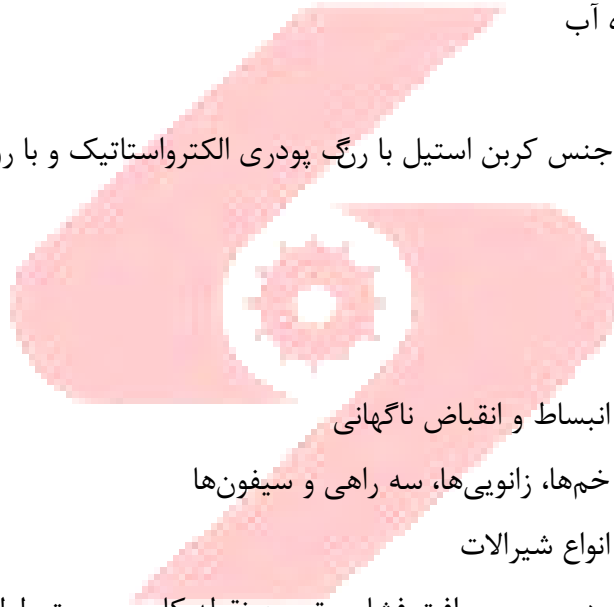 آب
جنس کربن استیل با رنگ پودری الکترواستاتیک و با
انبساط و انقباض ناگهانی
خم‌ها، زانویی‌ها، سه راهی و سیفون‌ها
انواع شیرالات